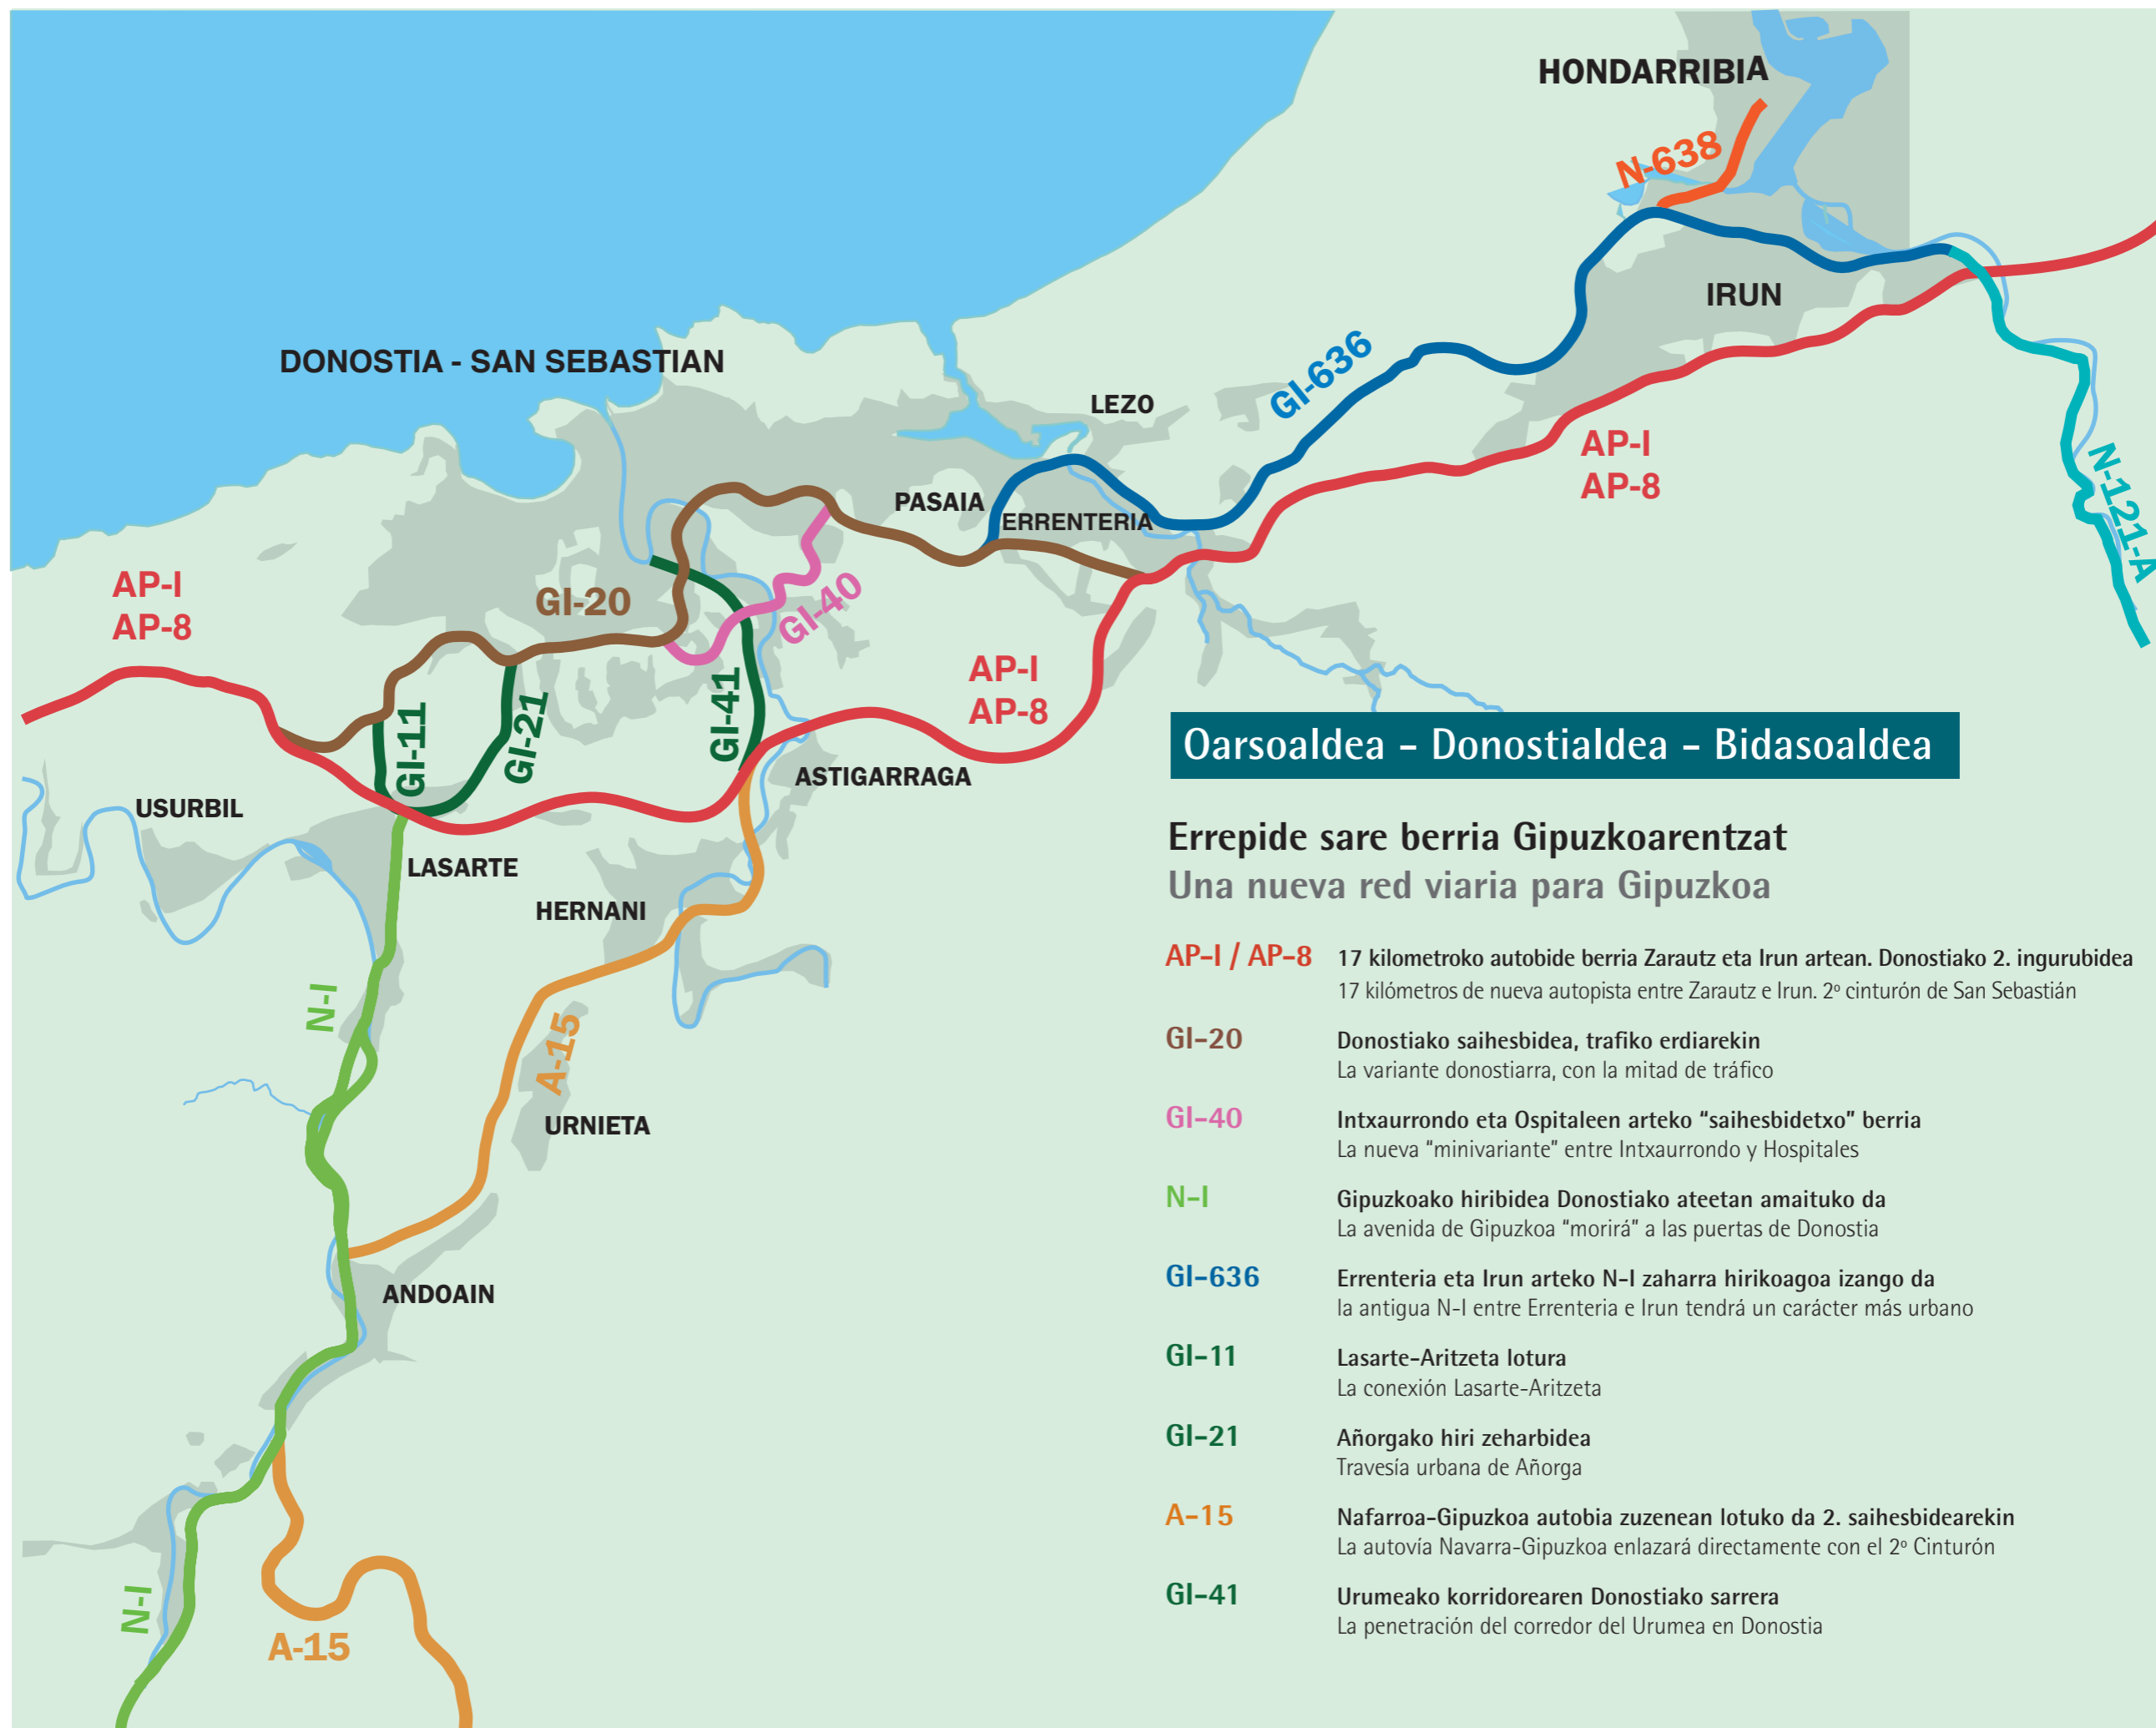 HONDARRIBIA
N-638
IRUN
DONOSTIA - SAN SEBASTIAN
GI-636
LEZO
AP-I
AP-8
N-121-A
PASAIA
ERRENTERIA
AP-I
AP-8
GI-20
GI-40
AP-I
AP-8
GI-11
GI-21
GI-41
ASTIGARRAGA
USURBIL
LASARTE
HERNANI
N-I
A-15
URNIETA
ANDOAIN
N-I
A-15
Oarsoaldea - Donostialdea - Bidasoaldea
Errepide sare berria Gipuzkoarentzat
Una nueva red viaria para Gipuzkoa
AP-I / AP-8 17 kilometroko autobide berria Zarautz eta Irun artean. Donostiako 2. ingurubidea
17 kilómetros de nueva autopista entre Zarautz e Irun. 2º cinturón de San Sebastián
GI-20 Donostiako saihesbidea, trafiko erdiarekin
La variante donostiarra, con la mitad de tráfico
GI-40 Intxaurrondo eta Ospitaleen arteko “saihesbidetxo” berria
La nueva “minivariante” entre Intxaurrondo y Hospitales
N-I Gipuzkoako hiribidea Donostiako ateetan amaituko da
La avenida de Gipuzkoa “morirá” a las puertas de Donostia
GI-636 Errenteria eta Irun arteko N-I zaharra hirikoagoa izango da
la antigua N-I entre Errenteria e Irun tendrá un carácter más urbano
GI-11 Lasarte-Aritzeta lotura
La conexión Lasarte-Aritzeta
GI-21 Añorgako hiri zeharbidea
Travesía urbana de Añorga
A-15 Nafarroa-Gipuzkoa autobia zuzenean lotuko da 2. saihesbidearekin
La autovía Navarra-Gipuzkoa enlazará directamente con el 2º Cinturón
GI-41 Urumeako korridorearen Donostiako sarrera
La penetración del corredor del Urumea en Donostia